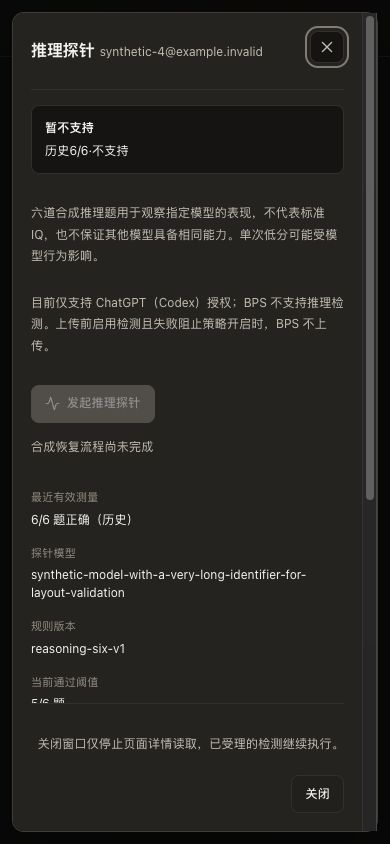 推理探针 synthetic-4@example.invalid
暂不支持
历史6/6·不支持
六道合成推理题用于观察指定模型的表现，不代表标准
IQ，也不保证其他模型具备相同能力。单次低分可能受模
型行为影响。
目前仅支持 ChatGPT（Codex）授权；BPS 不支持推理检
测。上传前启用检测且失败阻止策略开启时，BPS 不上
传。
发起推理探针
合成恢复流程尚未完成
最近有效测量
6/6 题正确（历史）
探针模型
synthetic-model-with-a-very-long-identifier-for-
layout-validation
规则版本
reasoning-six-v1
当前通过阈值
5/6 题
关闭窗口仅停止页面详情读取，已受理的检测继续执行。
关闭